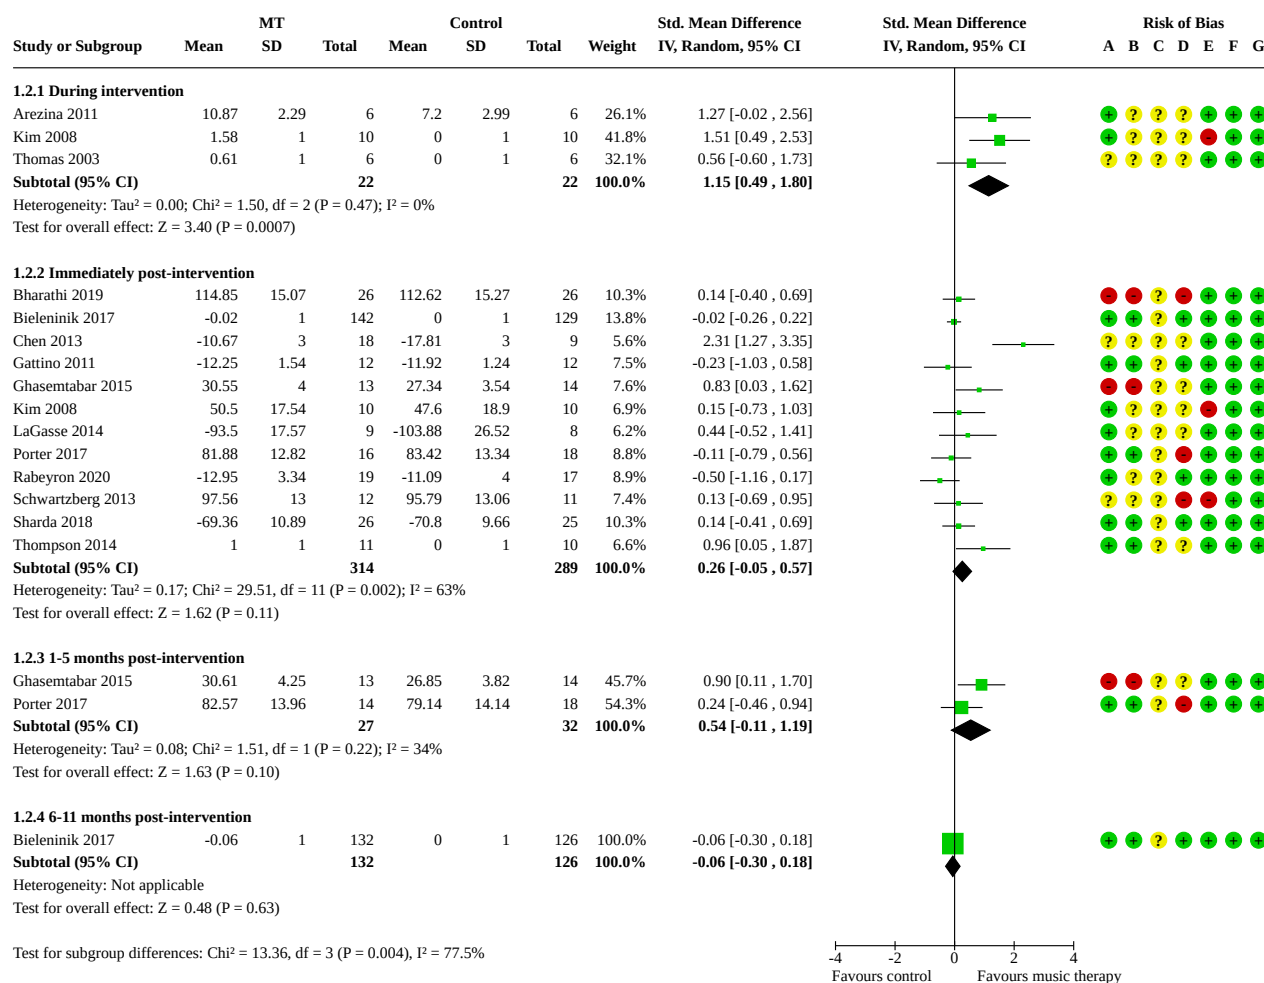 MT Control Std. Mean Difference Std. Mean Difference Risk of Bias
Study or Subgroup Mean SD Total Mean SD Total Weight IV, Random, 95% CI IV, Random, 95% CI A B C D E F G
1.2.1 During intervention
Arezina 2011 10.87 2.29 6 7.2 2.99 6 26.1% 1.27 [-0.02 , 2.56] + ? ? ? + + +
Kim 2008 1.58 1 10 0 1 10 41.8% 1.51 [0.49 , 2.53] + ? ? ? - + +
Thomas 2003 0.61 1 6 0 1 6 32.1% 0.56 [-0.60 , 1.73] ? ? ? ? + + +
Subtotal (95% CI) 22 22 100.0% 1.15 [0.49 , 1.80]
Heterogeneity: Tau² = 0.00; Chi² = 1.50, df = 2 (P = 0.47); I² = 0%
Test for overall effect: Z = 3.40 (P = 0.0007)
1.2.2 Immediately post-intervention
Bharathi 2019 114.85 15.07 26 112.62 15.27 26 10.3% 0.14 [-0.40 , 0.69] - - ? - + + +
Bieleninik 2017 -0.02 1 142 0 1 129 13.8% -0.02 [-0.26 , 0.22] + + ? + + + +
Chen 2013 -10.67 3 18 -17.81 3 9 5.6% 2.31 [1.27 , 3.35] ? ? ? ? + + +
Gattino 2011 -12.25 1.54 12 -11.92 1.24 12 7.5% -0.23 [-1.03 , 0.58] + + ? + + + +
Ghasemtabar 2015 30.55 4 13 27.34 3.54 14 7.6% 0.83 [0.03 , 1.62] - - ? ? + + +
Kim 2008 50.5 17.54 10 47.6 18.9 10 6.9% 0.15 [-0.73 , 1.03] + ? ? ? - + +
LaGasse 2014 -93.5 17.57 9 -103.88 26.52 8 6.2% 0.44 [-0.52 , 1.41] + ? ? ? + + +
Porter 2017 81.88 12.82 16 83.42 13.34 18 8.8% -0.11 [-0.79 , 0.56] + + ? - + + +
Rabeyron 2020 -12.95 3.34 19 -11.09 4 17 8.9% -0.50 [-1.16 , 0.17] + ? ? + + + +
Schwartzberg 2013 97.56 13 12 95.79 13.06 11 7.4% 0.13 [-0.69 , 0.95] ? ? ? - - + +
Sharda 2018 -69.36 10.89 26 -70.8 9.66 25 10.3% 0.14 [-0.41 , 0.69] + + ? + + + +
Thompson 2014 1 1 11 0 1 10 6.6% 0.96 [0.05 , 1.87] + + ? ? + + +
Subtotal (95% CI) 314 289 100.0% 0.26 [-0.05 , 0.57]
Heterogeneity: Tau² = 0.17; Chi² = 29.51, df = 11 (P = 0.002); I² = 63%
Test for overall effect: Z = 1.62 (P = 0.11)
1.2.3 1-5 months post-intervention
Ghasemtabar 2015 30.61 4.25 13 26.85 3.82 14 45.7% 0.90 [0.11 , 1.70] - - ? ? + + +
Porter 2017 82.57 13.96 14 79.14 14.14 18 54.3% 0.24 [-0.46 , 0.94] + + ? - + + +
Subtotal (95% CI) 27 32 100.0% 0.54 [-0.11 , 1.19]
Heterogeneity: Tau² = 0.08; Chi² = 1.51, df = 1 (P = 0.22); I² = 34%
Test for overall effect: Z = 1.63 (P = 0.10)
1.2.4 6-11 months post-intervention
Bieleninik 2017 -0.06 1 132 0 1 126 100.0% -0.06 [-0.30 , 0.18] + + ? + + + +
Subtotal (95% CI) 132 126 100.0% -0.06 [-0.30 , 0.18]
Heterogeneity: Not applicable
Test for overall effect: Z = 0.48 (P = 0.63)
Test for subgroup differences: Chi² = 13.36, df = 3 (P = 0.004), I² = 77.5%
-4 -2 0 2 4
Favours control Favours music therapy